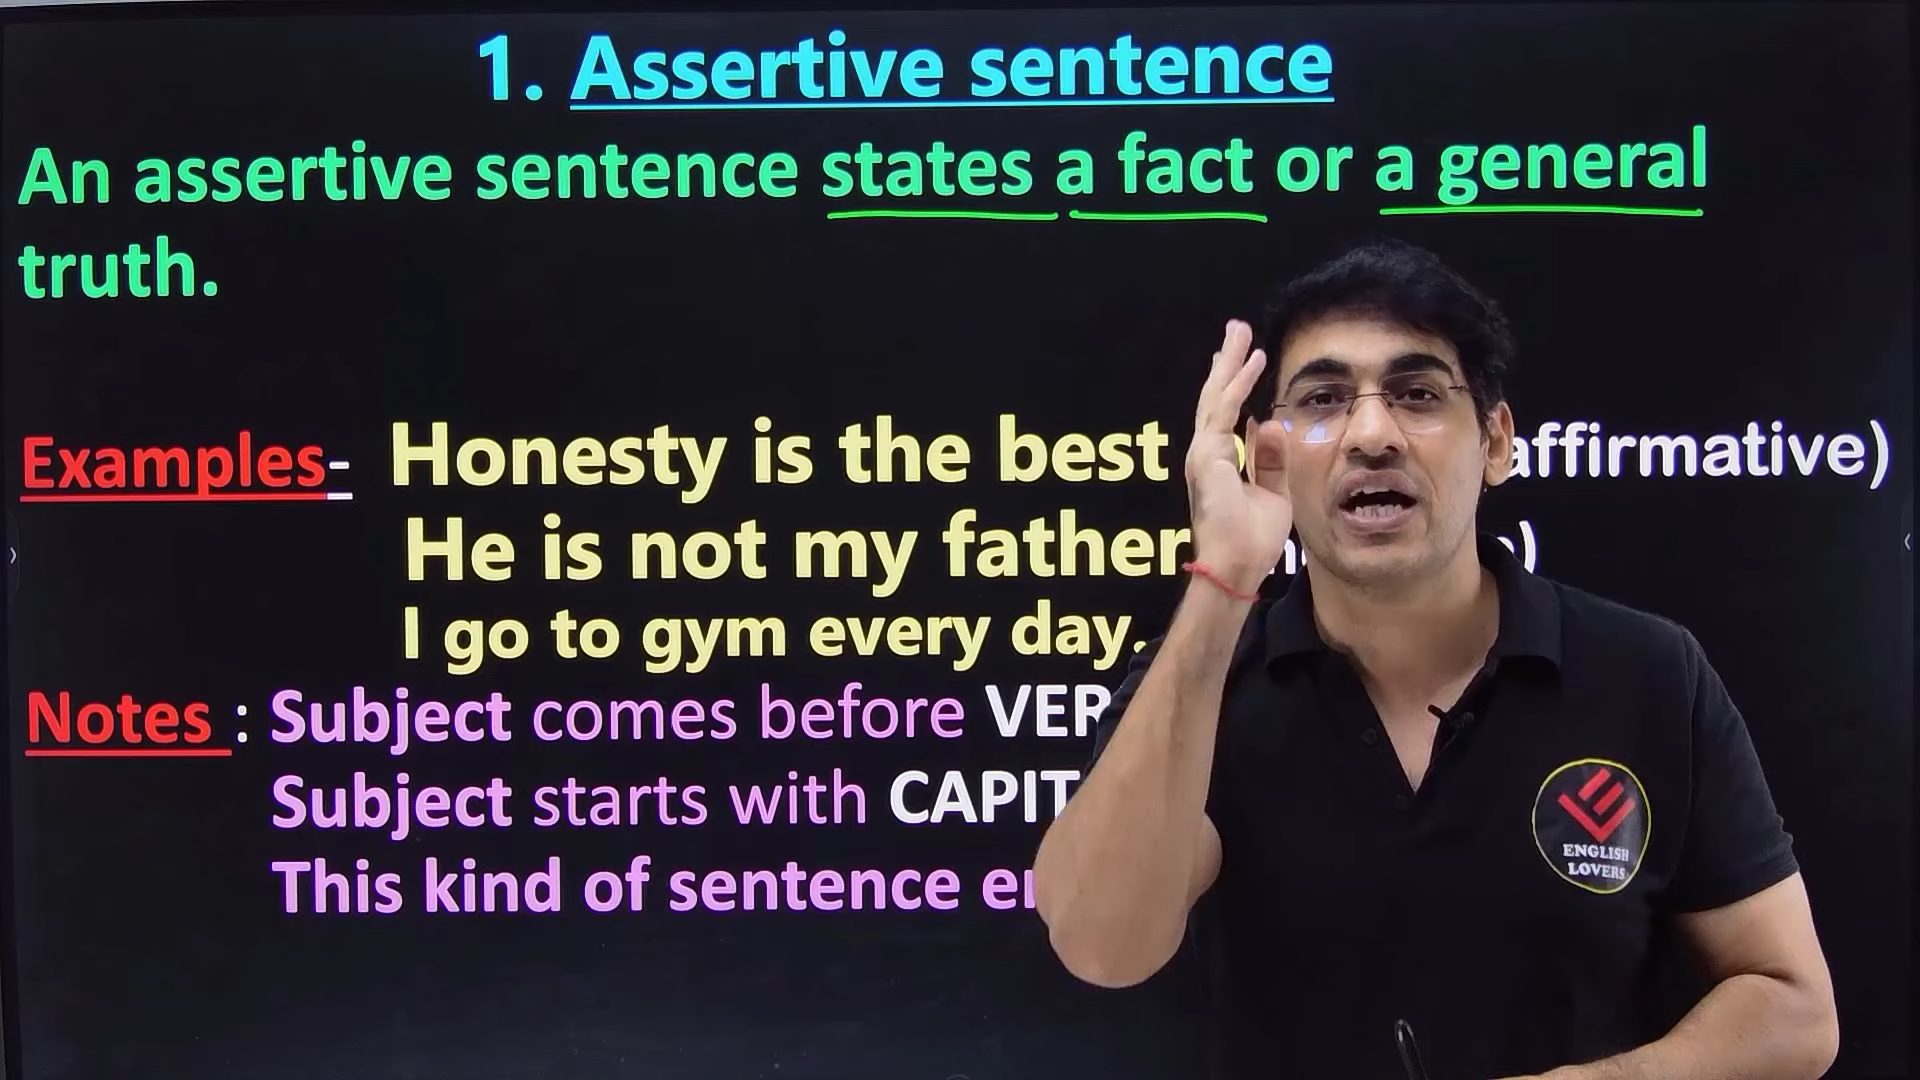 1. Assertive sentence
An assertive sentence states a fact or a general
truth.
Examples- Honesty is the best affirmative)
He is not my father
I go to gym every day.
Notes : Subject comes before
Subject starts with
This kind of sentence
ENGLISH
LOVERS